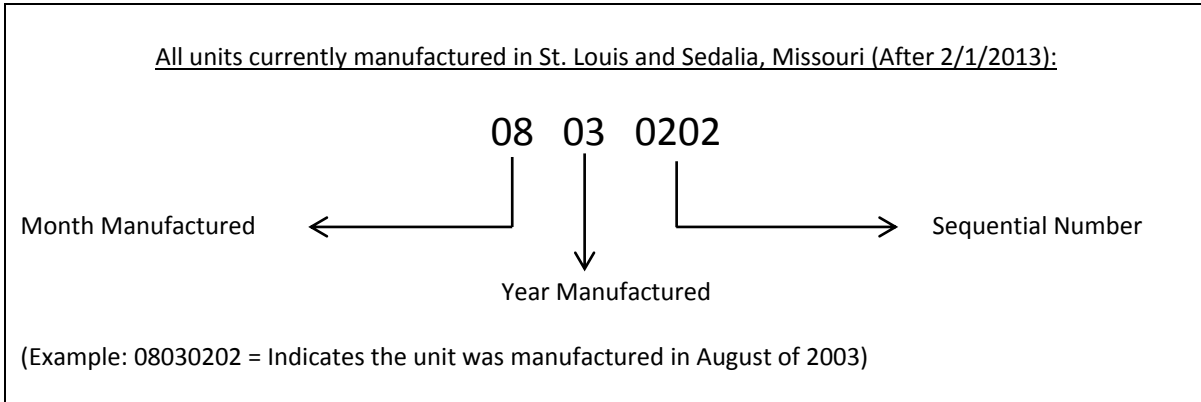 All units currently manufactured in St. Louis and Sedalia, Missouri (After 2/1/2013):
08 03 0202
Month Manufactured Sequential Number
Year Manufactured
(Example: 08030202 = Indicates the unit was manufactured in August of 2003)